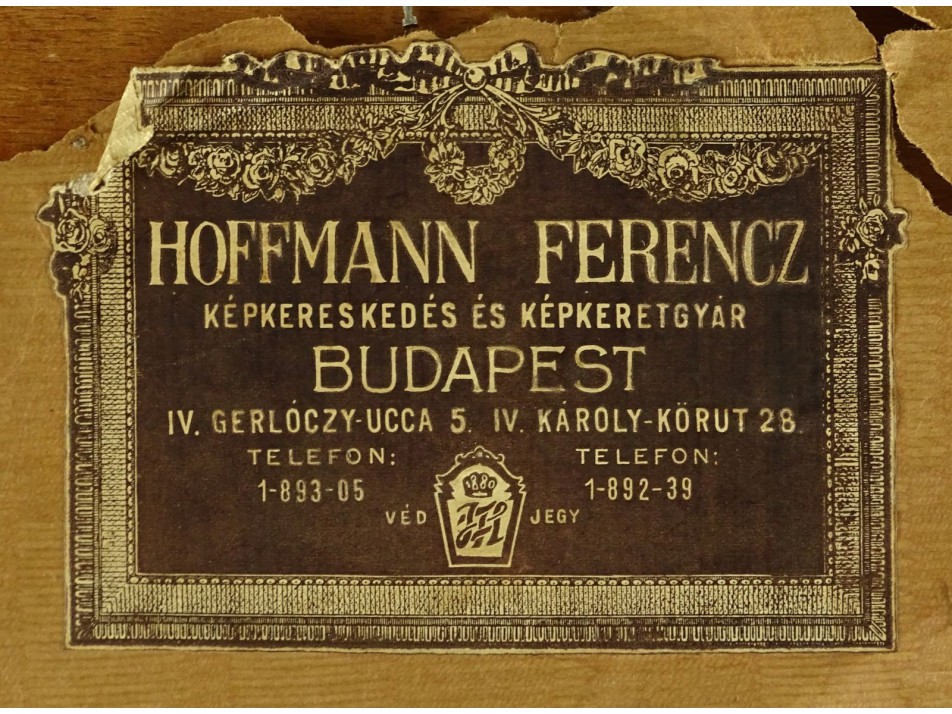 HOFFMANN FERENCZ
KÉPKERESKEDÉS ÉS KÉPKERETGYÁR
BUDAPEST
IV. GERLÓCZY-UCCA 5. IV. KÁROLY-KÖRUT 28.
TELEFON: TELEFON:
1-893-05 1-892-39
1880
VÉD JEGY